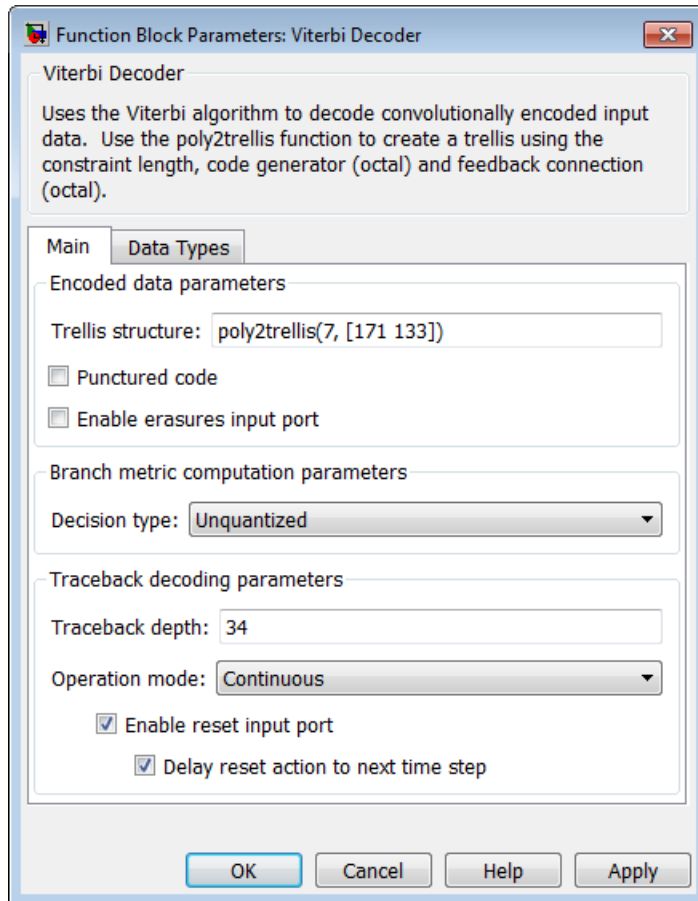 Function Block Parameters: Viterbi Decoder
Viterbi Decoder
Uses the Viterbi algorithm to decode convolutionally encoded input
data. Use the poly2trellis function to create a trellis using the
constraint length, code generator (octal) and feedback connection
(octal).
Main Data Types
Encoded data parameters
Trellis structure: poly2trellis(7, [171 133])
Punctured code
Enable erasures input port
Branch metric computation parameters
Decision type: Unquantized
Traceback decoding parameters
Traceback depth: 34
Operation mode: Continuous
Enable reset input port
Delay reset action to next time step
OK Cancel Help Apply